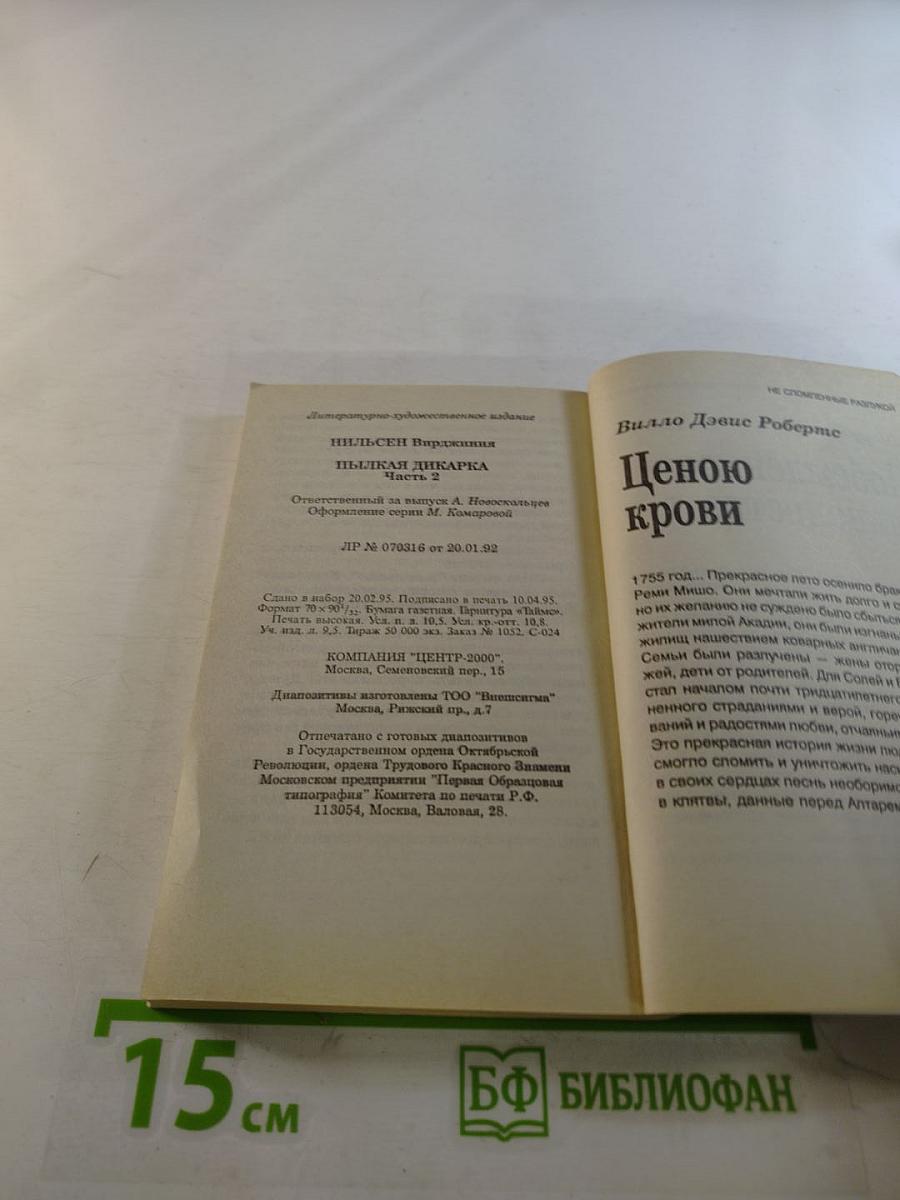 Литературно-художественное издание
НИЛЬСЕН Вирджиния
ПЫЛКАЯ ДИКАРКА
Часть 2
Ответственный за выпуск А. Новоскольцев
Оформление серии М. Комаровой
ЛР № 070316 от 20.01.92
Сдано в набор 20.02.95. Подписано в печать 10.04.95.
Формат 70×90¹/₃₂. Бумага газетная. Гарнитура «Таймс».
Печать высокая. Усл. п. л. 10,5. Усл. кр.-отт. 10,8.
Уч. изд. л. 9,5. Тираж 50 000 экз. Заказ № 1052. С-024
КОМПАНИЯ "ЦЕНТР-2000".
Москва, Семеновский пер., 15
Диапозитивы изготовлены ТОО "Внешсигма"
Москва, Рижский пр., д.7
Отпечатано с готовых диапозитивов
в Государственном ордена Октябрьской
Революции, ордена Трудового Красного Знамени
Московском предприятии "Первая Образцовая
типография" Комитета по печати Р.Ф.
113054, Москва, Валовая, 28.
НЕ СЛОМЛЕННЫЕ РАЗЛУКОЙ
Вилло Дэвис Робертс
Ценою
крови
1755 год... Прекрасное лето осенило
Реми Мишо. Они мечтали жить долго и
но их желанию не суждено было сбыться
жители милой Акадии, они были изгнаны
жилищ нашествием коварных англичан
Семьи были разлучены — жены
жей, дети от родителей. Для Солей и
стал началом почти тридцатилетнего
ненного страданиями и верой,
ваний и радостями любви,
Это прекрасная история жизни
смогло сломить и уничтожить
в своих сердцах песнь
в клятвы, данные перед Алтарем
15 см
БФ БИБЛИОФАН